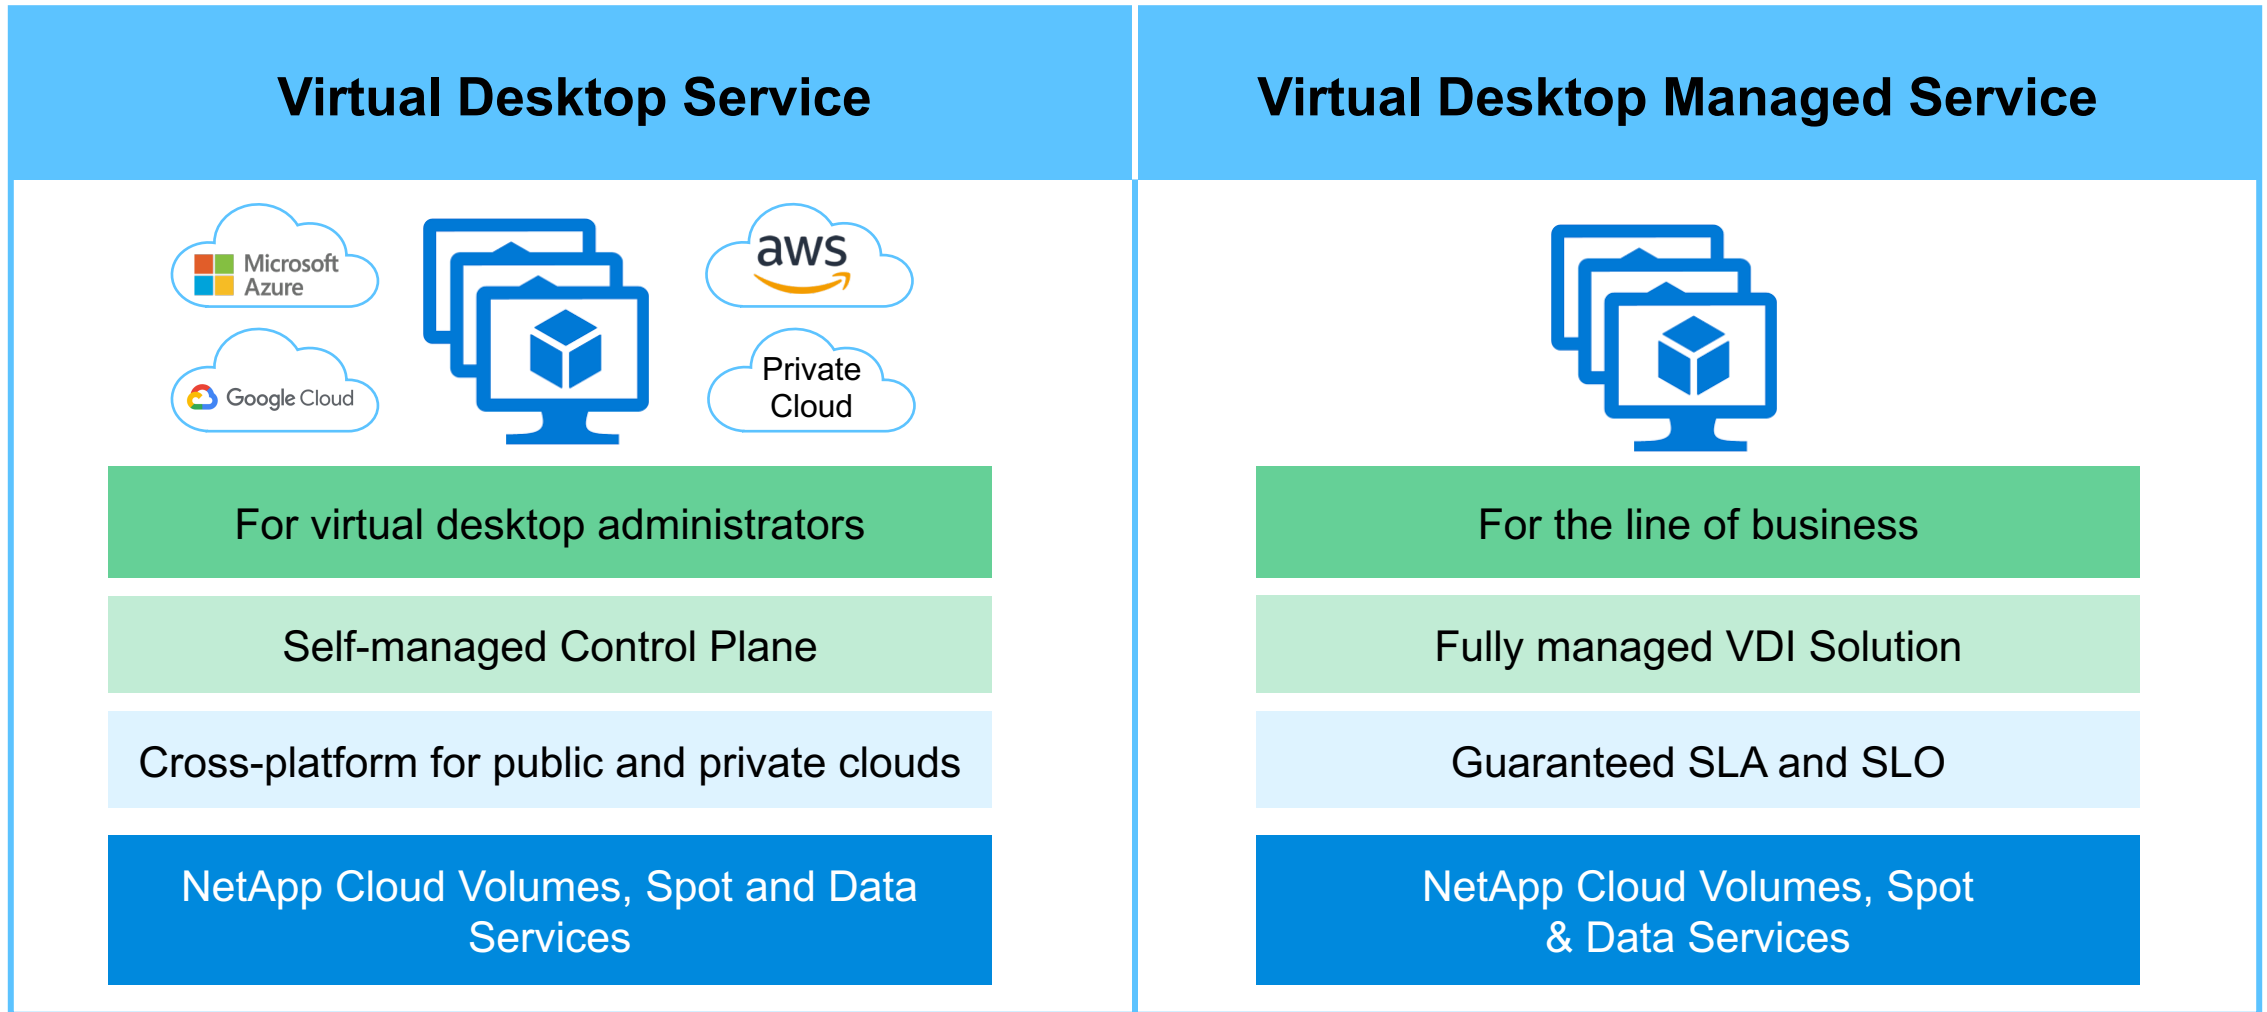 Virtual Desktop Service
Virtual Desktop Managed Service
Microsoft
Azure
aws
Google Cloud
Private
Cloud
For virtual desktop administrators
Self-managed Control Plane
Cross-platform for public and private clouds
NetApp Cloud Volumes, Spot and Data
Services
For the line of business
Fully managed VDI Solution
Guaranteed SLA and SLO
NetApp Cloud Volumes, Spot
& Data Services